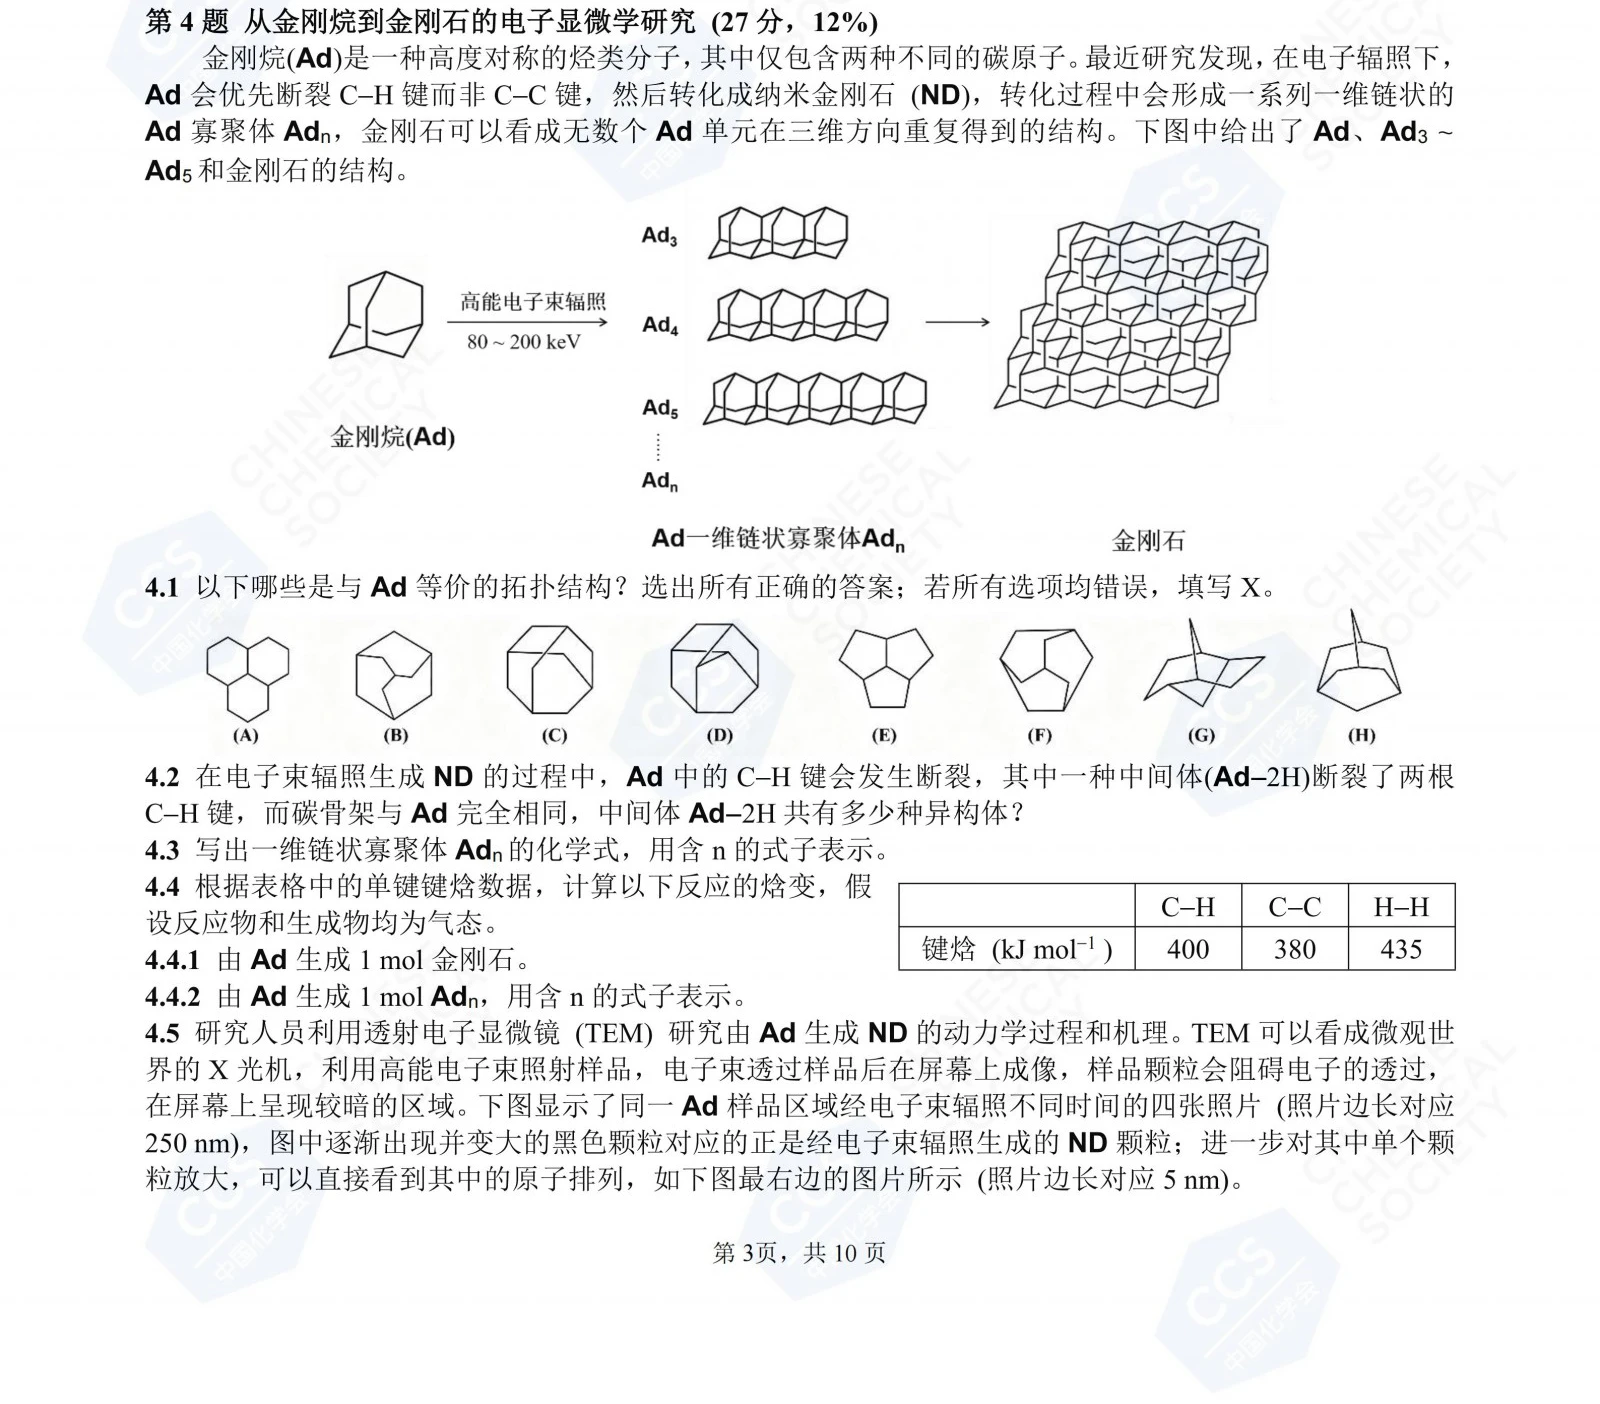 第 4 题 从金刚烷到金刚石的电子显微学研究 (27 分，12%)
金刚烷(Ad)是一种高度对称的烃类分子，其中仅包含两种不同的碳原子。最近研究发现，在电子辐照下，
Ad 会优先断裂 C–H 键而非 C–C 键，然后转化成纳米金刚石 (ND)，转化过程中会形成一系列一维链状的
Ad 寡聚体 Adn，金刚石可以看成无数个 Ad 单元在三维方向重复得到的结构。下图中给出了 Ad、Ad3 ~
Ad5 和金刚石的结构。
Ad3
高能电子束辐照
80 ~ 200 keV
Ad4
Ad5
金刚烷(Ad)
Adn
Ad一维链状寡聚体Adn
金刚石
4.1 以下哪些是与 Ad 等价的拓扑结构？选出所有正确的答案；若所有选项均错误，填写 X。
(A) (B) (C) (D) (E) (F) (G) (H)
4.2 在电子束辐照生成 ND 的过程中，Ad 中的 C–H 键会发生断裂，其中一种中间体(Ad–2H)断裂了两根
C–H 键，而碳骨架与 Ad 完全相同，中间体 Ad–2H 共有多少种异构体？
4.3 写出一维链状寡聚体 Adn 的化学式，用含 n 的式子表示。
4.4 根据表格中的单键键焓数据，计算以下反应的焓变，假
设反应物和生成物均为气态。
C–H C–C H–H
键焓 (kJ mol⁻¹) 400 380 435
4.4.1 由 Ad 生成 1 mol 金刚石。
4.4.2 由 Ad 生成 1 mol Adn，用含 n 的式子表示。
4.5 研究人员利用透射电子显微镜 (TEM) 研究由 Ad 生成 ND 的动力学过程和机理。TEM 可以看成微观世
界的 X 光机，利用高能电子束照射样品，电子束透过样品后在屏幕上成像，样品颗粒会阻碍电子的透过，
在屏幕上呈现较暗的区域。下图显示了同一 Ad 样品区域经电子束辐照不同时间的四张照片 (照片边长对应
250 nm)，图中逐渐出现并变大的黑色颗粒对应的正是经电子束辐照生成的 ND 颗粒；进一步对其中单个颗
粒放大，可以直接看到其中的原子排列，如下图最右边的图片所示 (照片边长对应 5 nm)。
第 3页，共 10 页
CCS
中国化学会
CHINESE
CHEMICAL
SOCIETY